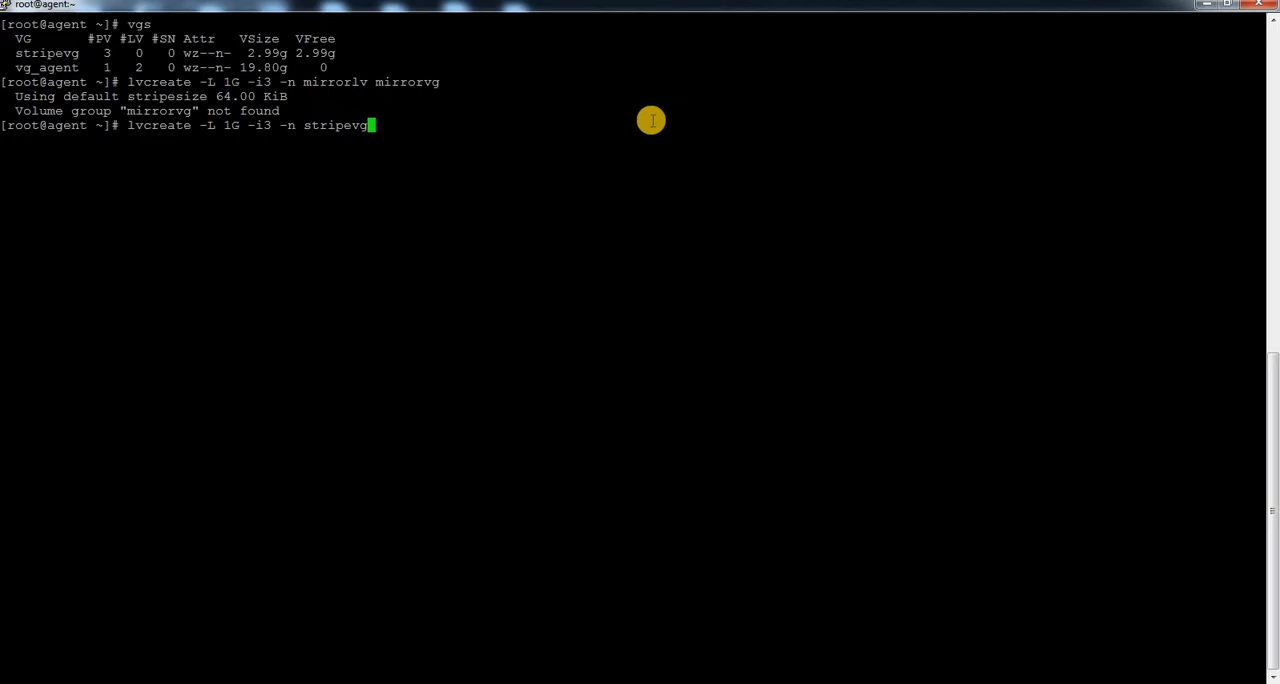 root@agent:~
[root@agent ~]# vgs
  VG       #PV #LV #SN Attr   VSize  VFree
  stripevg   3   0   0 wz--n-  2.99g 2.99g
  vg_agent   1   2   0 wz--n- 19.80g    0
[root@agent ~]# lvcreate -L 1G -i3 -n mirrorlv mirrorvg
  Using default stripesize 64.00 KiB
  Volume group "mirrorvg" not found
[root@agent ~]# lvcreate -L 1G -i3 -n stripevg